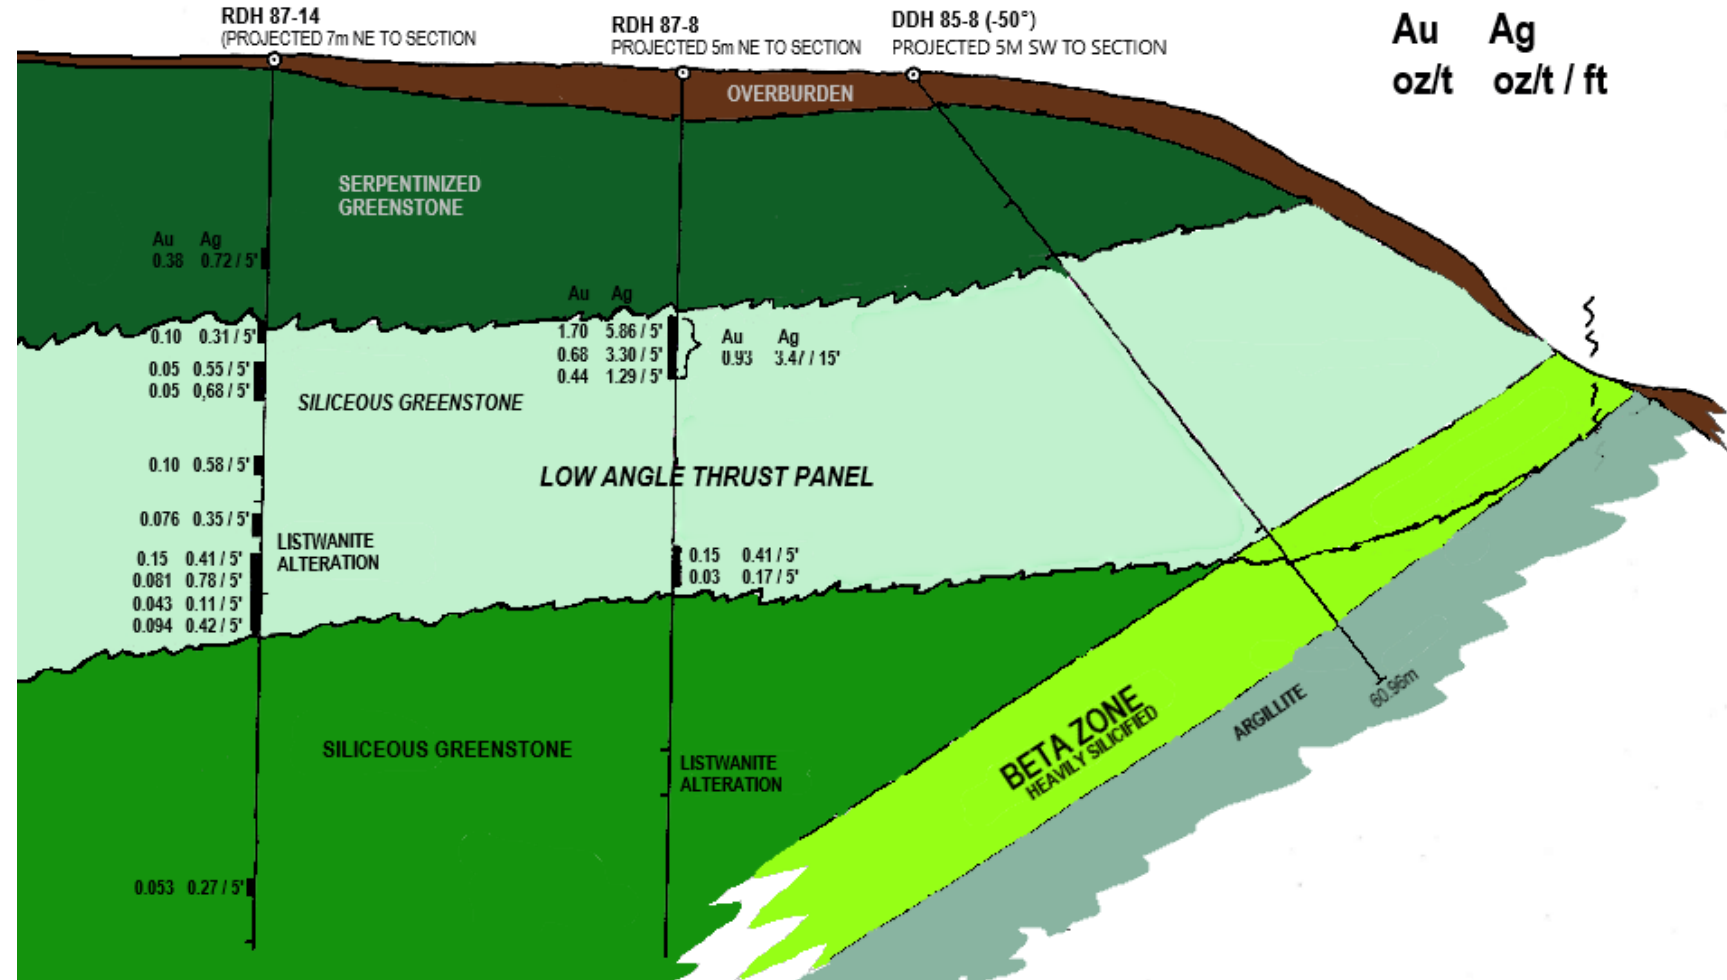 RDH 87-14
(PROJECTED 7m NE TO SECTION
RDH 87-8
PROJECTED 5m NE TO SECTION
DDH 85-8 (-50°)
PROJECTED 5M SW TO SECTION
Au Ag
oz/t oz/t / ft
OVERBURDEN
SERPENTINIZED
GREENSTONE
Au Ag
0.38 0.72 / 5'
0.10 0.31 / 5'
0.05 0.55 / 5'
0.05 0,68 / 5'
0.10 0.58 / 5'
0.076 0.35 / 5'
0.15 0.41 / 5'
0.081 0.78 / 5'
0.043 0.11 / 5'
0.094 0.42 / 5'
0.053 0.27 / 5'
Au Ag
1.70 5.86 / 5'
0.68 3.30 / 5'
0.44 1.29 / 5'
Au Ag
0.93 3.47 / 15'
SILICEOUS GREENSTONE
LOW ANGLE THRUST PANEL
LISTWANITE
ALTERATION
0.15 0.41 / 5'
0.03 0.17 / 5'
SILICEOUS GREENSTONE
LISTWANITE
ALTERATION
BETA ZONE
HEAVILY SILICIFIED
ARGILLITE
60.96m